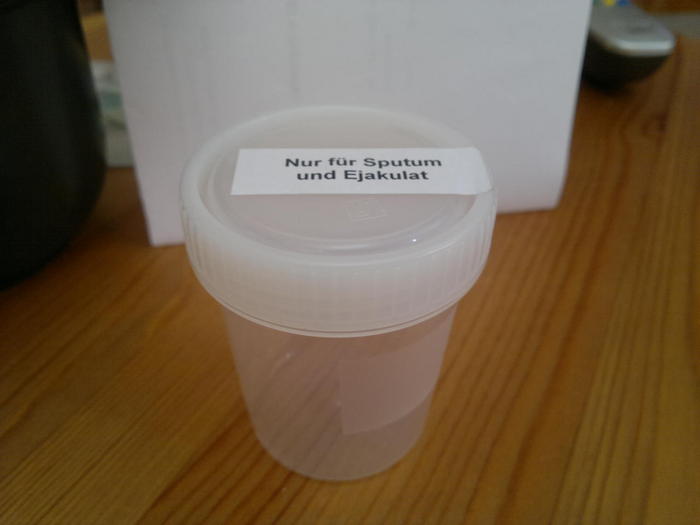 Nur für Sputum
und Ejakulat